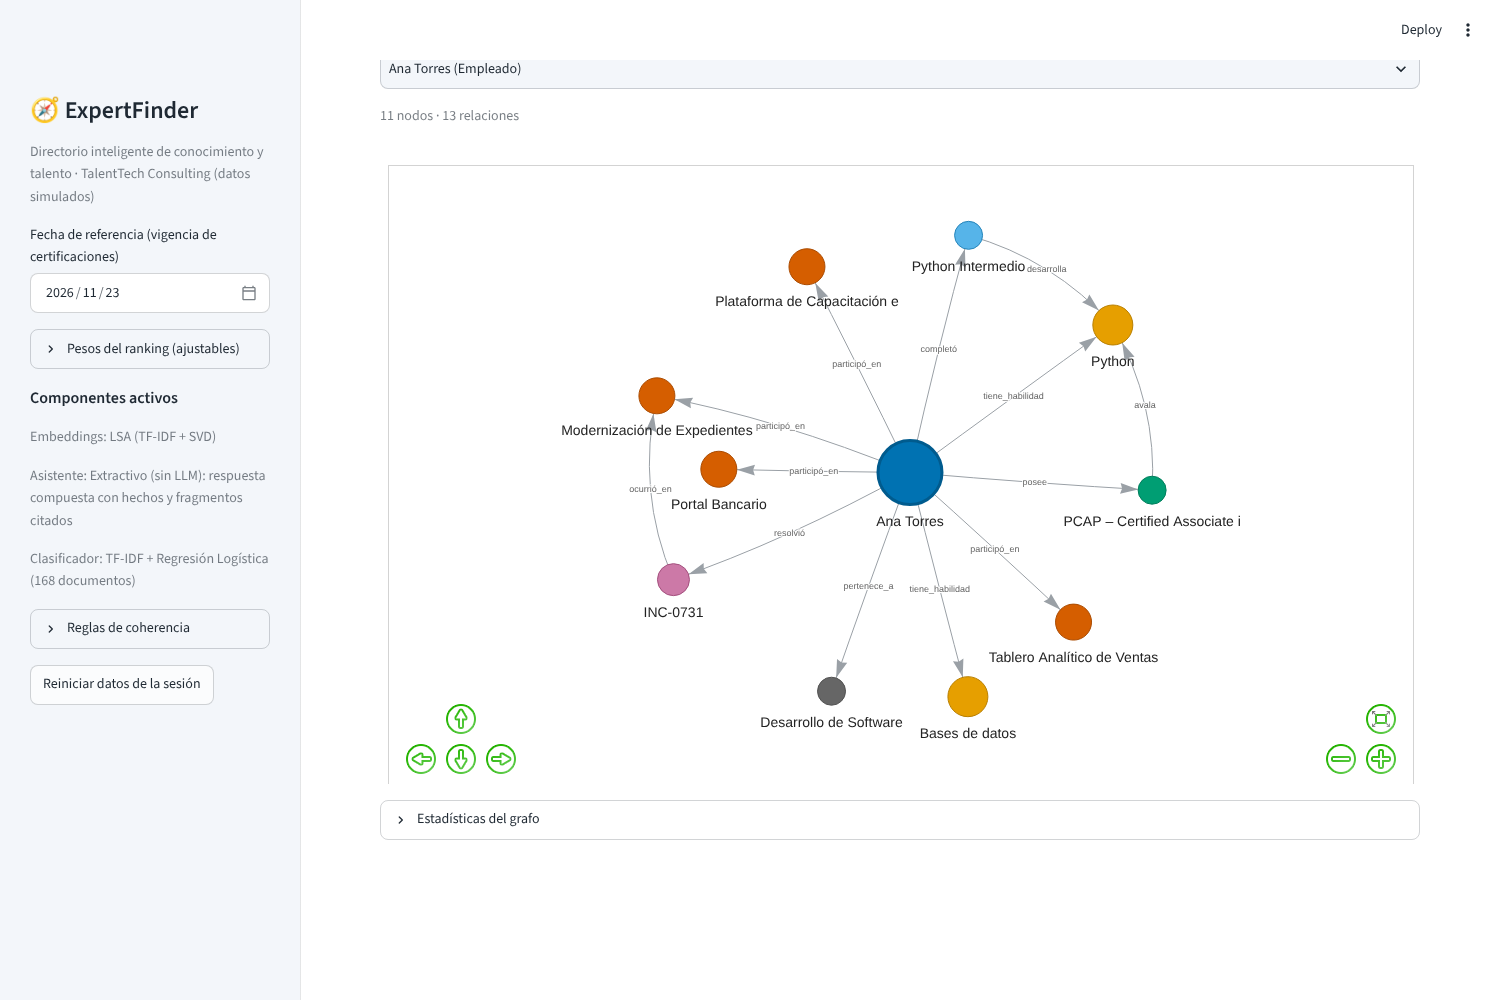 Deploy
ExpertFinder
Directorio inteligente de conocimiento y
talento · TalentTech Consulting (datos
simulados)
Fecha de referencia (vigencia de
certificaciones)
2026 / 11 / 23
Pesos del ranking (ajustables)
Componentes activos
Embeddings: LSA (TF-IDF + SVD)
Asistente: Extractivo (sin LLM): respuesta
compuesta con hechos y fragmentos
citados
Clasificador: TF-IDF + Regresión Logística
(168 documentos)
Reglas de coherencia
Reiniciar datos de la sesión
Ana Torres (Empleado)
11 nodos · 13 relaciones
Python Intermedio
desarrolla
Plataforma de Capacitación e
completó
Python
participó_en
tiene_habilidad
avala
Modernización de Expedientes
participó_en
participó_en
posee
ocurrió_en
Portal Bancario
Ana Torres
PCAP – Certified Associate i
resolvió
participó_en
pertenece_a
tiene_habilidad
INC-0731
Tablero Analítico de Ventas
Desarrollo de Software
Bases de datos
Estadísticas del grafo